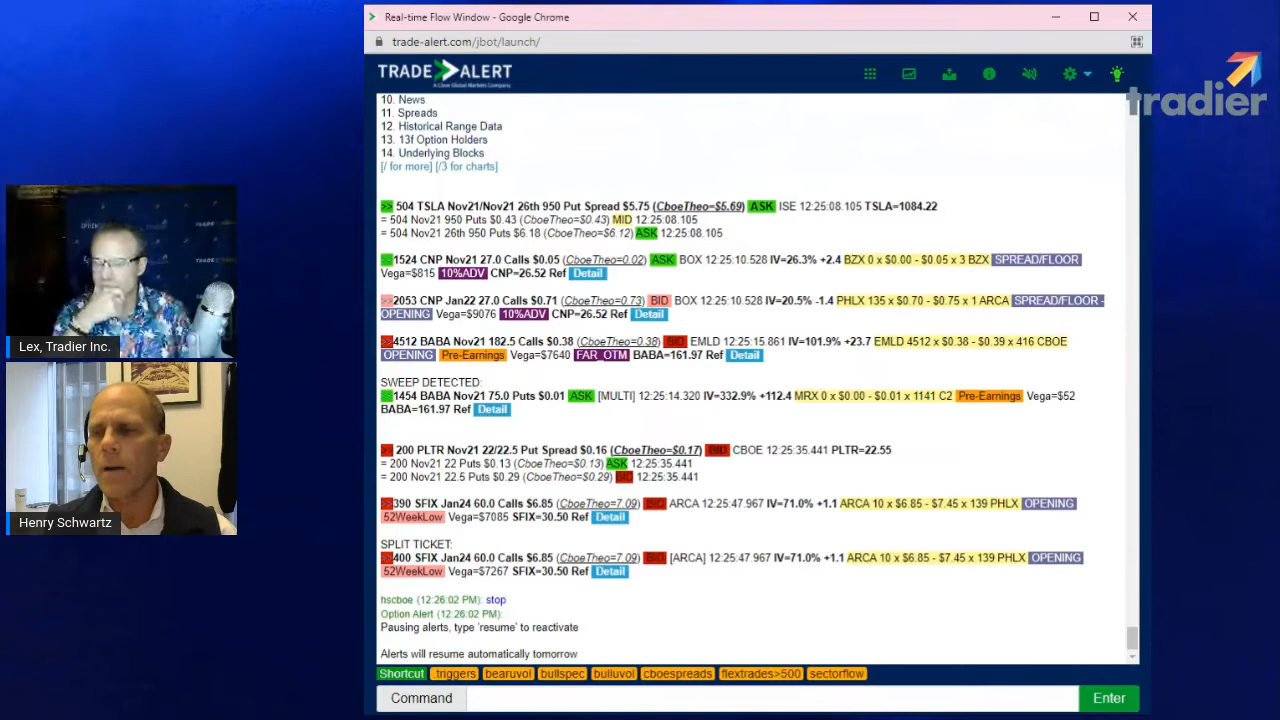 Real-time Flow Window - Google Chrome
trade-alert.com/jbot/launch/
TRADE ALERT
A Cboe Global Markets Company
tradier
10. News
11. Spreads
12. Historical Range Data
13. 13f Option Holders
14. Underlying Blocks
[/ for more] [/3 for charts]
>> 504 TSLA Nov21/Nov21 26th 950 Put Spread $5.75 (CboeTheo=$5.69) ASK ISE 12:25:08.105 TSLA=1084.22
= 504 Nov21 950 Puts $0.43 (CboeTheo=$0.43) MID 12:25:08.105
= 504 Nov21 26th 950 Puts $6.18 (CboeTheo=$6.12) ASK 12:25:08.105
>>1524 CNP Nov21 27.0 Calls $0.05 (CboeTheo=0.02) ASK BOX 12:25:10.528 IV=26.3% +2.4 BZX 0 x $0.00 - $0.05 x 3 BZX SPREAD/FLOOR
Vega=$815 10%ADV CNP=26.52 Ref Detail
>>2053 CNP Jan22 27.0 Calls $0.71 (CboeTheo=0.73) BID BOX 12:25:10.528 IV=20.5% -1.4 PHLX 135 x $0.70 - $0.75 x 1 ARCA SPREAD/FLOOR -
OPENING Vega=$9076 10%ADV CNP=26.52 Ref Detail
>>4512 BABA Nov21 182.5 Calls $0.38 (CboeTheo=0.38) BID EMLD 12:25:15.861 IV=101.9% +23.7 EMLD 4512 x $0.38 - $0.39 x 416 CBOE
OPENING Pre-Earnings Vega=$7640 FAR_OTM BABA=161.97 Ref Detail
SWEEP DETECTED:
>>1454 BABA Nov21 75.0 Puts $0.01 ASK [MULTI] 12:25:14.320 IV=332.9% +112.4 MRX 0 x $0.00 - $0.01 x 1141 C2 Pre-Earnings Vega=$52
BABA=161.97 Ref Detail
>> 200 PLTR Nov21 22/22.5 Put Spread $0.16 (CboeTheo=$0.17) BID CBOE 12:25:35.441 PLTR=22.55
= 200 Nov21 22 Puts $0.13 (CboeTheo=$0.13) ASK 12:25:35.441
= 200 Nov21 22.5 Puts $0.29 (CboeTheo=$0.29) BID 12:25:35.441
>>390 SFIX Jan24 60.0 Calls $6.85 (CboeTheo=7.09) BID ARCA 12:25:47.967 IV=71.0% +1.1 ARCA 10 x $6.85 - $7.45 x 139 PHLX OPENING
52WeekLow Vega=$7085 SFIX=30.50 Ref Detail
SPLIT TICKET:
>>400 SFIX Jan24 60.0 Calls $6.85 (CboeTheo=7.09) BID [ARCA] 12:25:47.967 IV=71.0% +1.1 ARCA 10 x $6.85 - $7.45 x 139 PHLX OPENING
52WeekLow Vega=$7267 SFIX=30.50 Ref Detail
hscboe (12:26:02 PM): stop
Option Alert (12:26:02 PM):
Pausing alerts, type 'resume' to reactivate
Alerts will resume automatically tomorrow
Shortcut triggers bearuvol bullspec bulluvol cboespreads flextrades>500 sectorflow
Command Enter
Lex, Tradier Inc.
Henry Schwartz